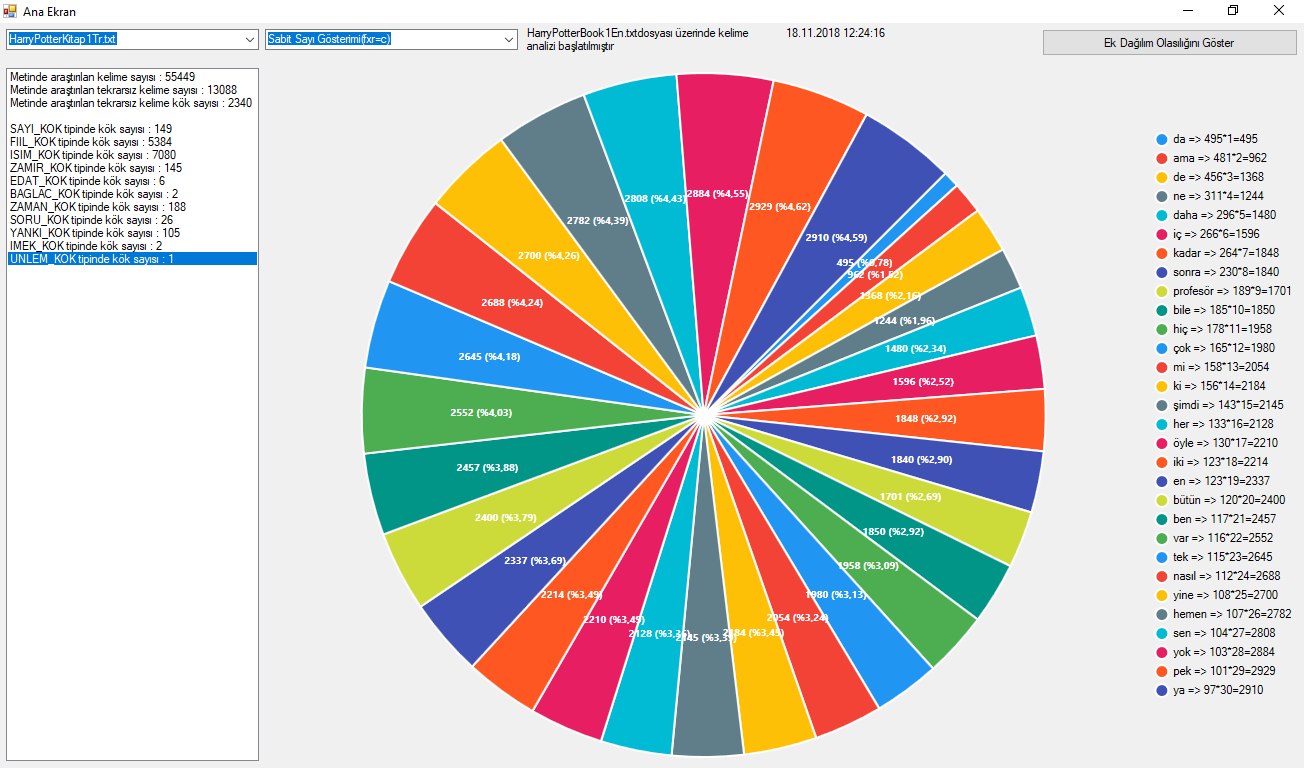 Ana Ekran
HarryPotterKitap1Tr.txt
Sabit Sayı Gösterimi(fxr=c)
HarryPotterBook1En.txtdosyası üzerinde kelime
analizi başlatılmıştır
18.11.2018 12:24:16
Ek Dağılım Olasılığını Göster
Metinde araştırılan kelime sayısı : 55449
Metinde araştırılan tekrarsız kelime sayısı : 13088
Metinde araştırılan tekrarsız kelime kök sayısı : 2340
SAYI_KOK tipinde kök sayısı : 149
FIIL_KOK tipinde kök sayısı : 5384
ISIM_KOK tipinde kök sayısı : 7080
ZAMIR_KOK tipinde kök sayısı : 145
EDAT_KOK tipinde kök sayısı : 6
BAGLAC_KOK tipinde kök sayısı : 2
ZAMAN_KOK tipinde kök sayısı : 188
SORU_KOK tipinde kök sayısı : 26
YANKI_KOK tipinde kök sayısı : 105
IMEK_KOK tipinde kök sayısı : 2
UNLEM_KOK tipinde kök sayısı : 1
495 (%0,78)
962 (%1,52)
1368 (%2,16)
1244 (%1,96)
1480 (%2,34)
1596 (%2,52)
1848 (%2,92)
1840 (%2,90)
1701 (%2,69)
1850 (%2,92)
1958 (%3,09)
1980 (%3,13)
2054 (%3,24)
2184 (%3,45)
2145 (%3,39)
2128 (%3,36)
2210 (%3,49)
2214 (%3,49)
2337 (%3,69)
2400 (%3,79)
2457 (%3,88)
2552 (%4,03)
2645 (%4,18)
2688 (%4,24)
2700 (%4,26)
2782 (%4,39)
2808 (%4,43)
2884 (%4,55)
2929 (%4,62)
2910 (%4,59)
da => 495*1=495
ama => 481*2=962
de => 456*3=1368
ne => 311*4=1244
daha => 296*5=1480
iç => 266*6=1596
kadar => 264*7=1848
sonra => 230*8=1840
profesör => 189*9=1701
bile => 185*10=1850
hiç => 178*11=1958
çok => 165*12=1980
mi => 158*13=2054
ki => 156*14=2184
şimdi => 143*15=2145
her => 133*16=2128
öyle => 130*17=2210
iki => 123*18=2214
en => 123*19=2337
bütün => 120*20=2400
ben => 117*21=2457
var => 116*22=2552
tek => 115*23=2645
nasıl => 112*24=2688
yine => 108*25=2700
hemen => 107*26=2782
sen => 104*27=2808
yok => 103*28=2884
pek => 101*29=2929
ya => 97*30=2910